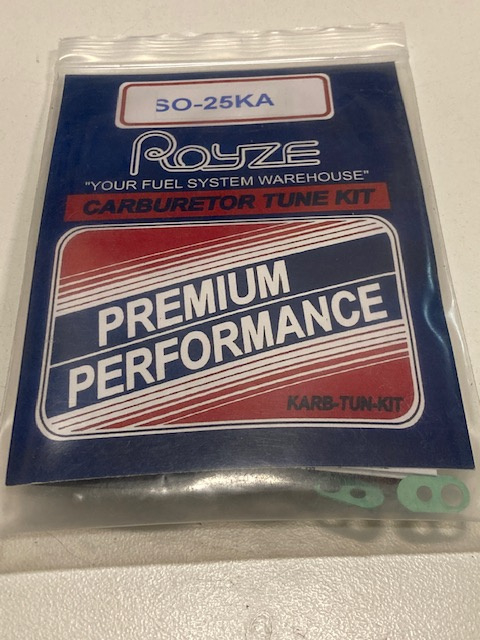 SO-25KA
ROYZE
"YOUR FUEL SYSTEM WAREHOUSE"
CARBURETOR TUNE KIT
PREMIUM
PERFORMANCE
KARB-TUN-KIT